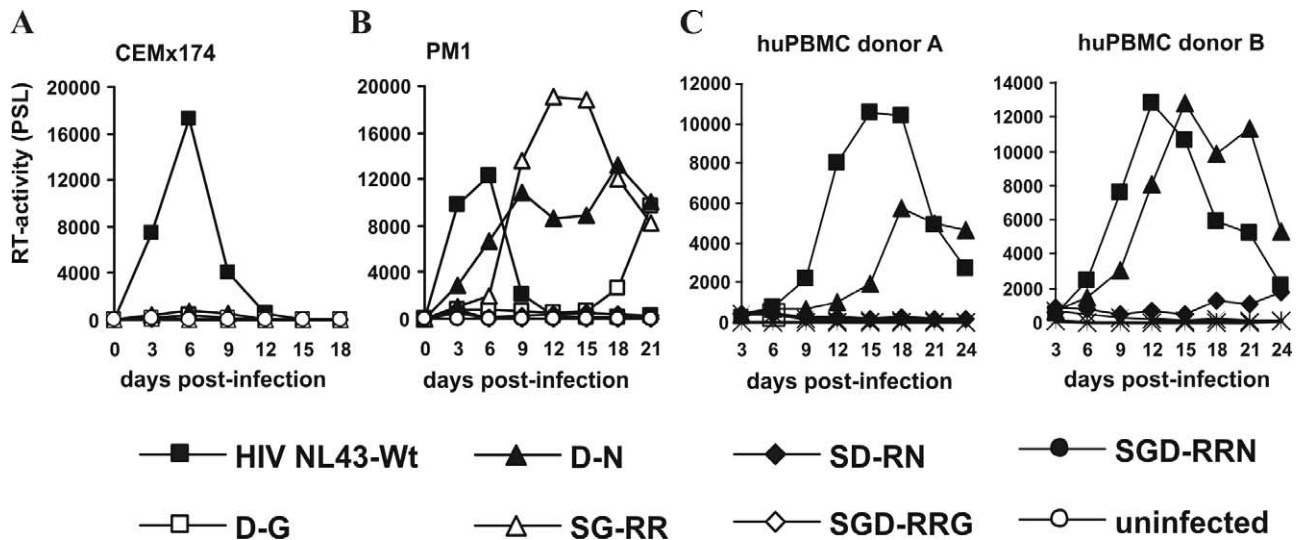 A
CEMx174
RT-activity (PSL)
20000
16000
12000
8000
4000
0
0 3 6 9 12 15 18
days post-infection
B
PM1
20000
16000
12000
8000
4000
0
0 3 6 9 12 15 18 21
days post-infection
C
huPBMC donor A
12000
10000
8000
6000
4000
2000
0
3 6 9 12 15 18 21 24
days post-infection
huPBMC donor B
14000
12000
10000
8000
6000
4000
2000
0
3 6 9 12 15 18 21 24
days post-infection
HIV NL43-Wt
D-N
SD-RN
SGD-RRN
D-G
SG-RR
SGD-RRG
uninfected